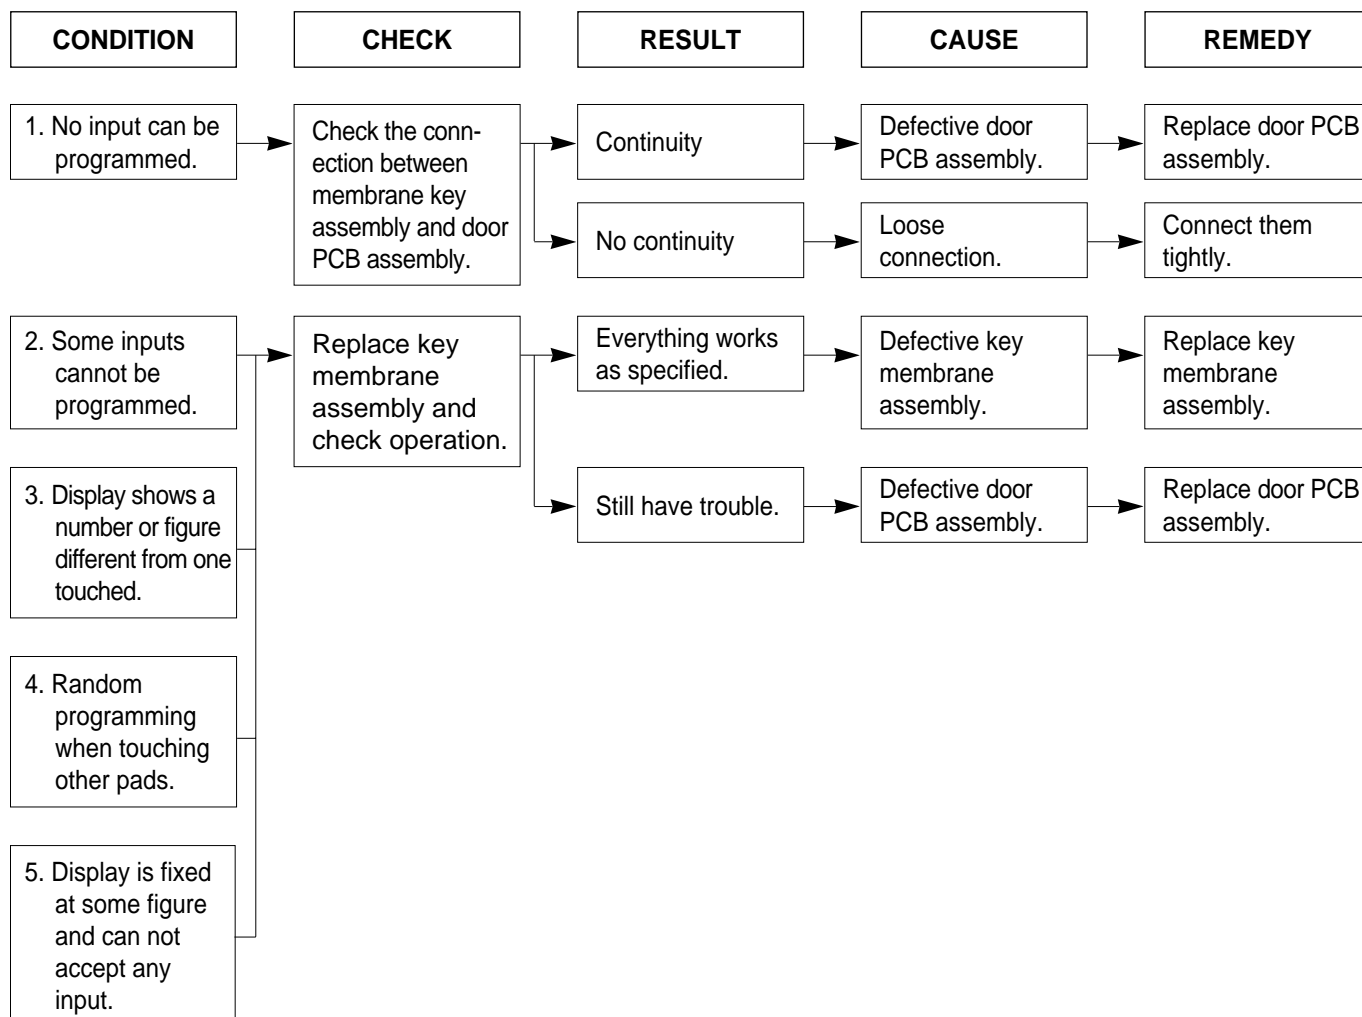 CONDITION
CHECK
RESULT
CAUSE
REMEDY
1. No input can be
programmed.
Check the conn-
ection between
membrane key
assembly and door
PCB assembly.
Continuity
Defective door
PCB assembly.
Replace door PCB
assembly.
No continuity
Loose
connection.
Connect them
tightly.
2. Some inputs
cannot be
programmed.
Replace key
membrane
assembly and
check operation.
Everything works
as specified.
Defective key
membrane
assembly.
Replace key
membrane
assembly.
3. Display shows a
number or figure
different from one
touched.
Still have trouble.
Defective door
PCB assembly.
Replace door PCB
assembly.
4. Random
programming
when touching
other pads.
5. Display is fixed
at some figure
and can not
accept any
input.